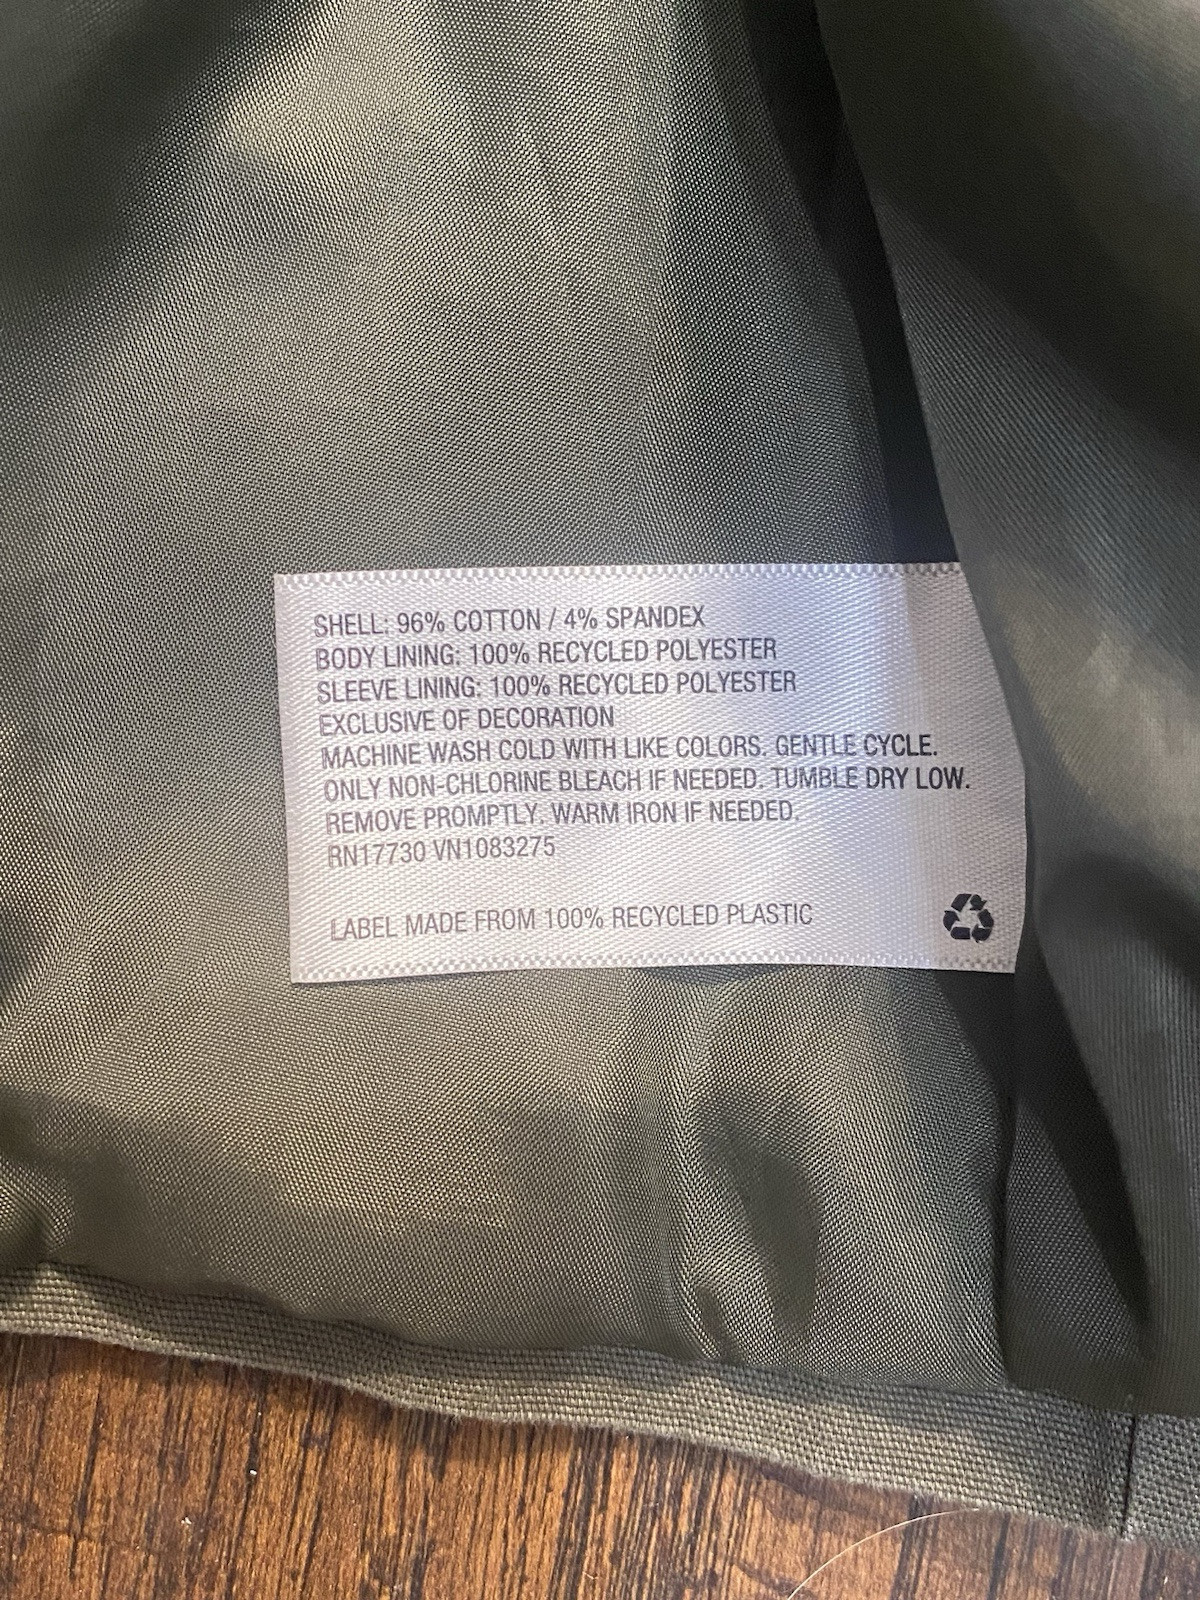 SHELL: 96% COTTON / 4% SPANDEX
BODY LINING: 100% RECYCLED POLYESTER
SLEEVE LINING: 100% RECYCLED POLYESTER
EXCLUSIVE OF DECORATION
MACHINE WASH COLD WITH LIKE COLORS. GENTLE CYCLE.
ONLY NON-CHLORINE BLEACH IF NEEDED. TUMBLE DRY LOW.
REMOVE PROMPTLY. WARM IRON IF NEEDED.
RN17730 VN1083275
LABEL MADE FROM 100% RECYCLED PLASTIC